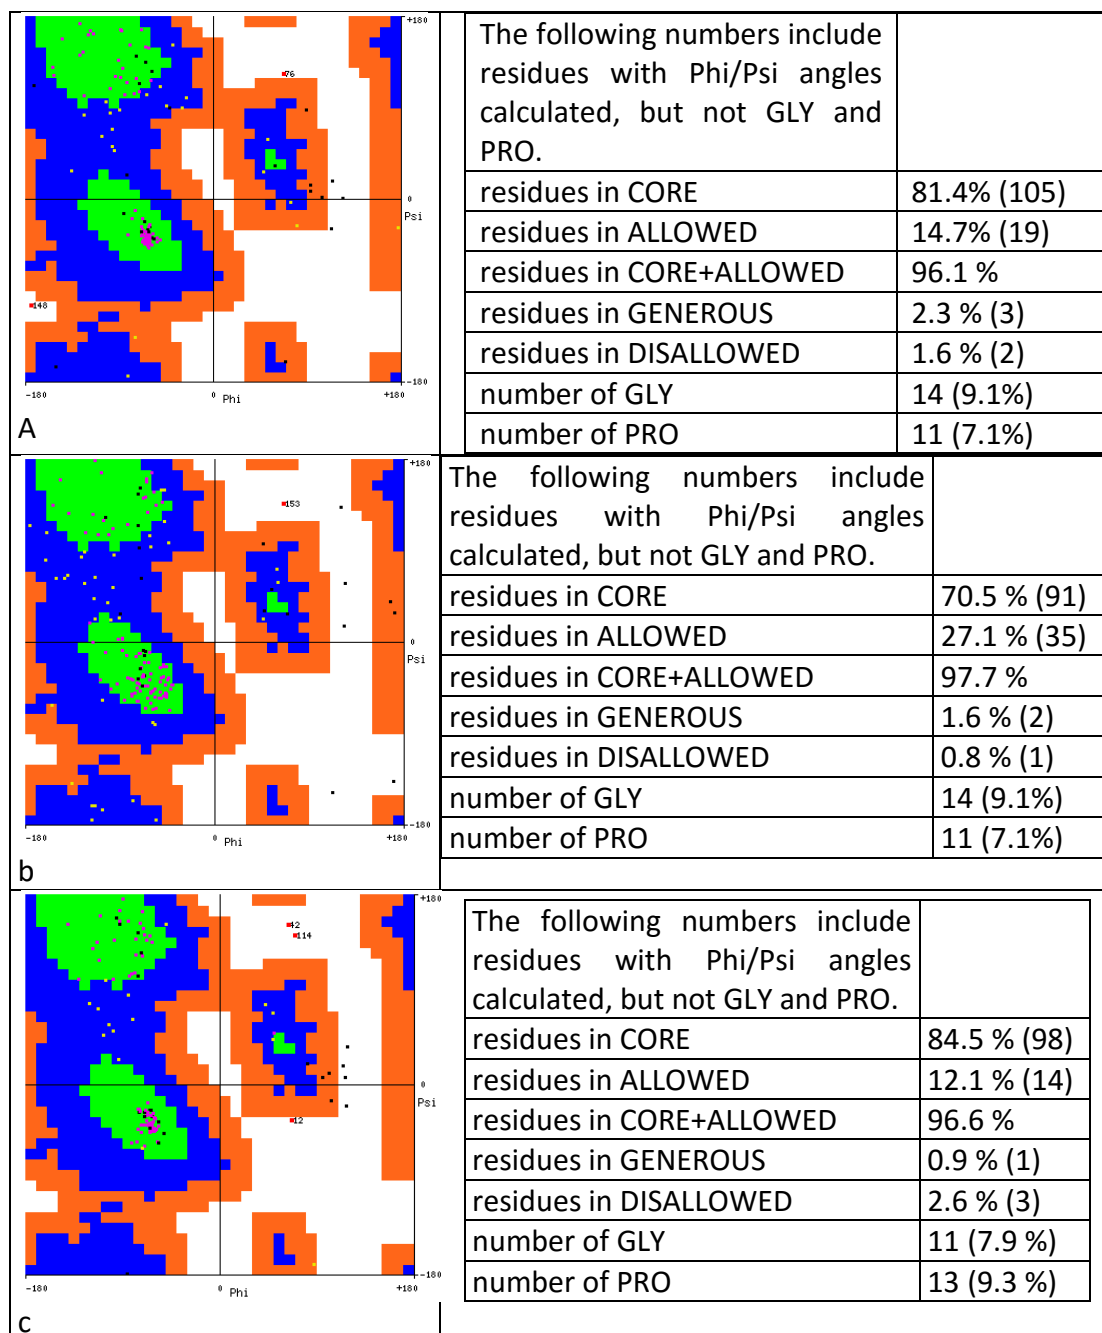 +180
76
0
Psi
148
-180
-180
0
+180
Phi
A
The following numbers include
residues with Phi/Psi angles
calculated, but not GLY and
PRO.
residues in CORE 81.4% (105)
residues in ALLOWED 14.7% (19)
residues in CORE+ALLOWED 96.1 %
residues in GENEROUS 2.3 % (3)
residues in DISALLOWED 1.6 % (2)
number of GLY 14 (9.1%)
number of PRO 11 (7.1%)
+180
153
0
Psi
-180
-180
0
+180
Phi
b
The following numbers include
residues with Phi/Psi angles
calculated, but not GLY and PRO.
residues in CORE 70.5 % (91)
residues in ALLOWED 27.1 % (35)
residues in CORE+ALLOWED 97.7 %
residues in GENEROUS 1.6 % (2)
residues in DISALLOWED 0.8 % (1)
number of GLY 14 (9.1%)
number of PRO 11 (7.1%)
+180
42
114
0
Psi
12
-180
-180
0
+180
Phi
c
The following numbers include
residues with Phi/Psi angles
calculated, but not GLY and PRO.
residues in CORE 84.5 % (98)
residues in ALLOWED 12.1 % (14)
residues in CORE+ALLOWED 96.6 %
residues in GENEROUS 0.9 % (1)
residues in DISALLOWED 2.6 % (3)
number of GLY 11 (7.9 %)
number of PRO 13 (9.3 %)